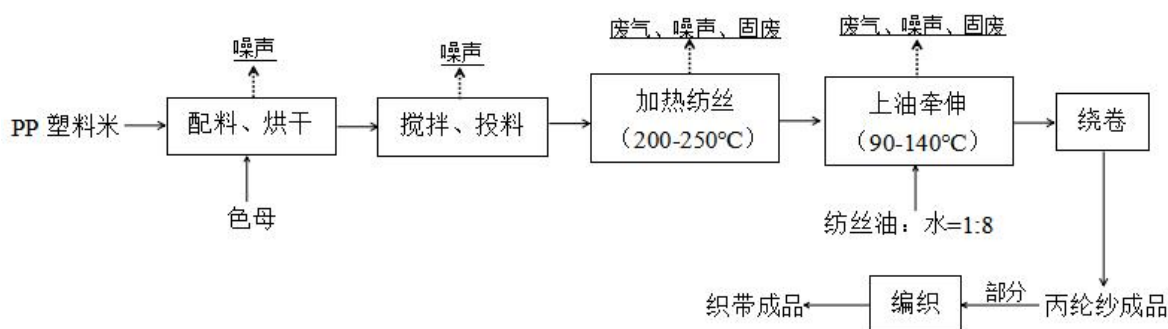 废气、噪声、固废
废气、噪声、固废
噪声
噪声
PP 塑料米
配料、烘干
搅拌、投料
加热纺丝
（200-250℃）
上油牵伸
（90-140℃）
绕卷
色母
纺丝油：水=1:8
织带成品
编织
部分
丙纶纱成品